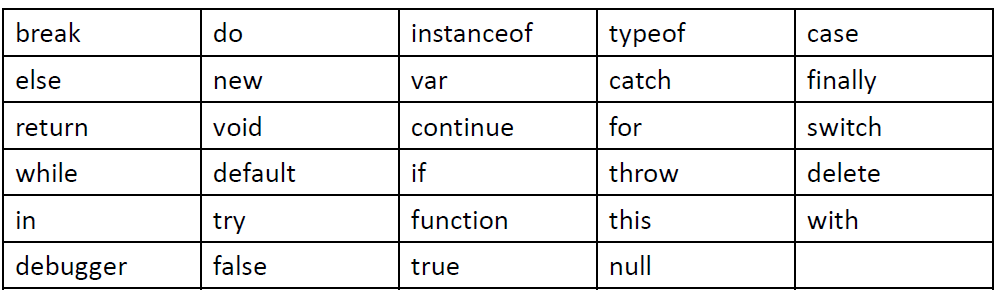 break do instanceof typeof case
else new var catch finally
return void continue for switch
while default if throw delete
in try function this with
debugger false true null